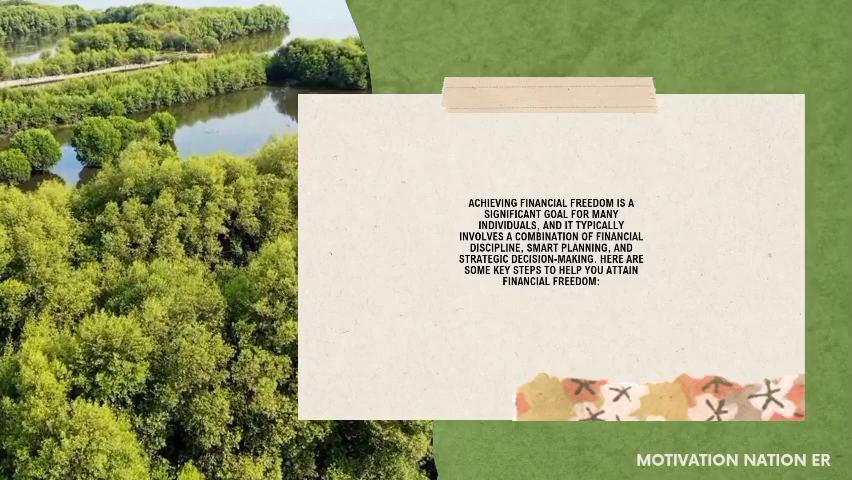 ACHIEVING FINANCIAL FREEDOM IS A
SIGNIFICANT GOAL FOR MANY
INDIVIDUALS, AND IT TYPICALLY
INVOLVES A COMBINATION OF FINANCIAL
DISCIPLINE, SMART PLANNING, AND
STRATEGIC DECISION-MAKING. HERE ARE
SOME KEY STEPS TO HELP YOU ATTAIN
FINANCIAL FREEDOM:
MOTIVATION NATION ER